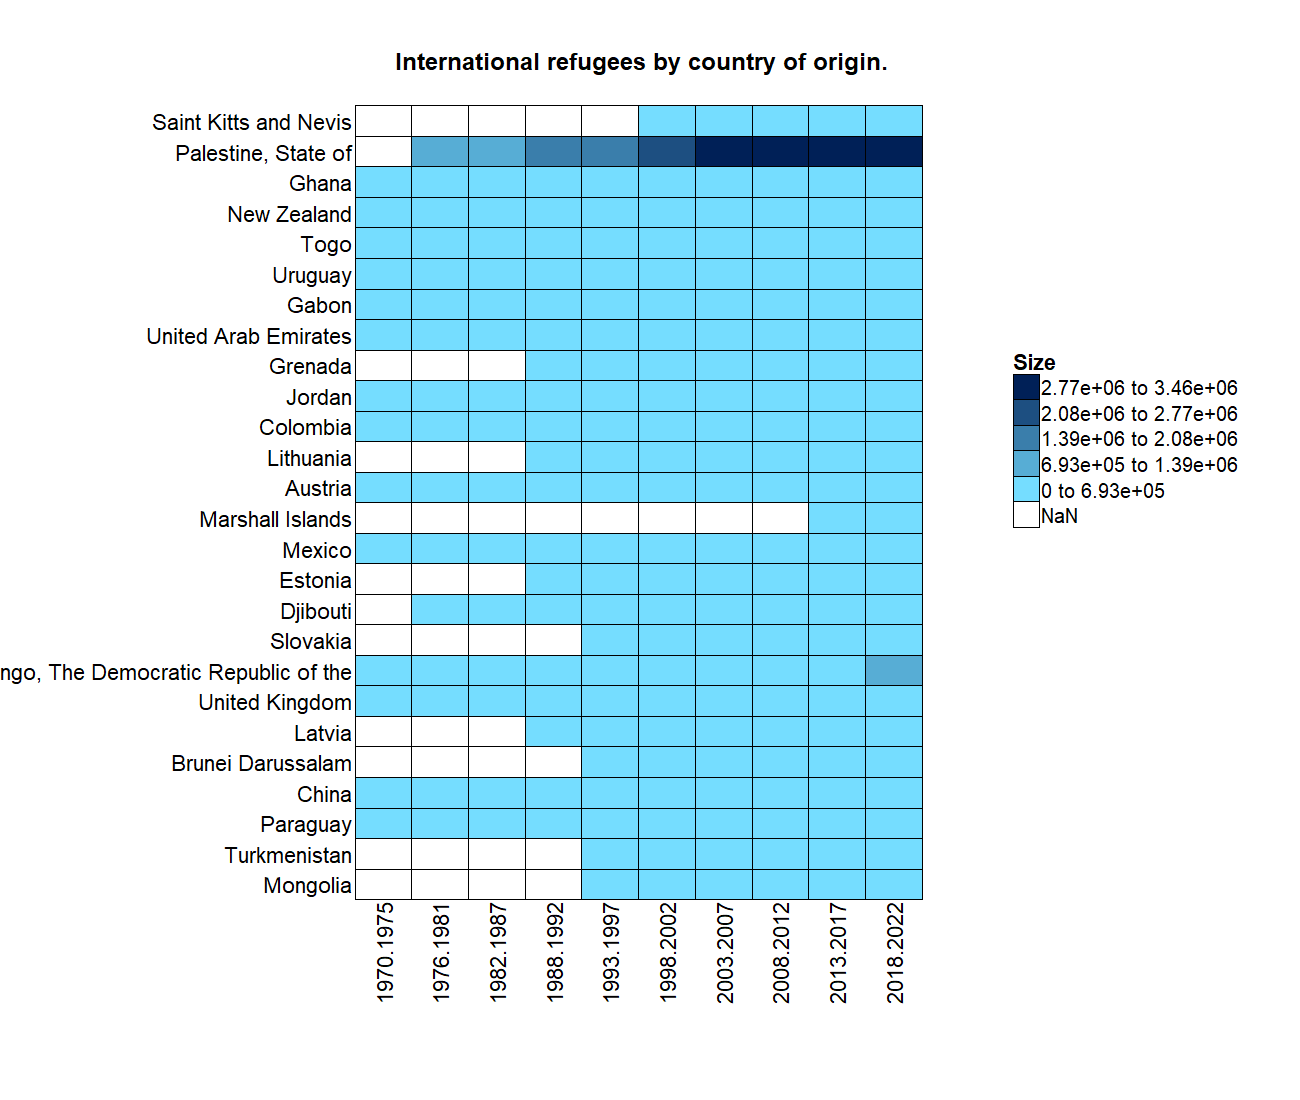 International refugees by country of origin.
Saint Kitts and Nevis
Palestine, State of
Ghana
New Zealand
Togo
Uruguay
Gabon
United Arab Emirates
Grenada
Jordan
Colombia
Lithuania
Austria
Marshall Islands
Mexico
Estonia
Djibouti
Slovakia
ngo, The Democratic Republic of the
United Kingdom
Latvia
Brunei Darussalam
China
Paraguay
Turkmenistan
Mongolia
1970.1975
1976.1981
1982.1987
1988.1992
1993.1997
1998.2002
2003.2007
2008.2012
2013.2017
2018.2022
Size
2.77e+06 to 3.46e+06
2.08e+06 to 2.77e+06
1.39e+06 to 2.08e+06
6.93e+05 to 1.39e+06
0 to 6.93e+05
NaN